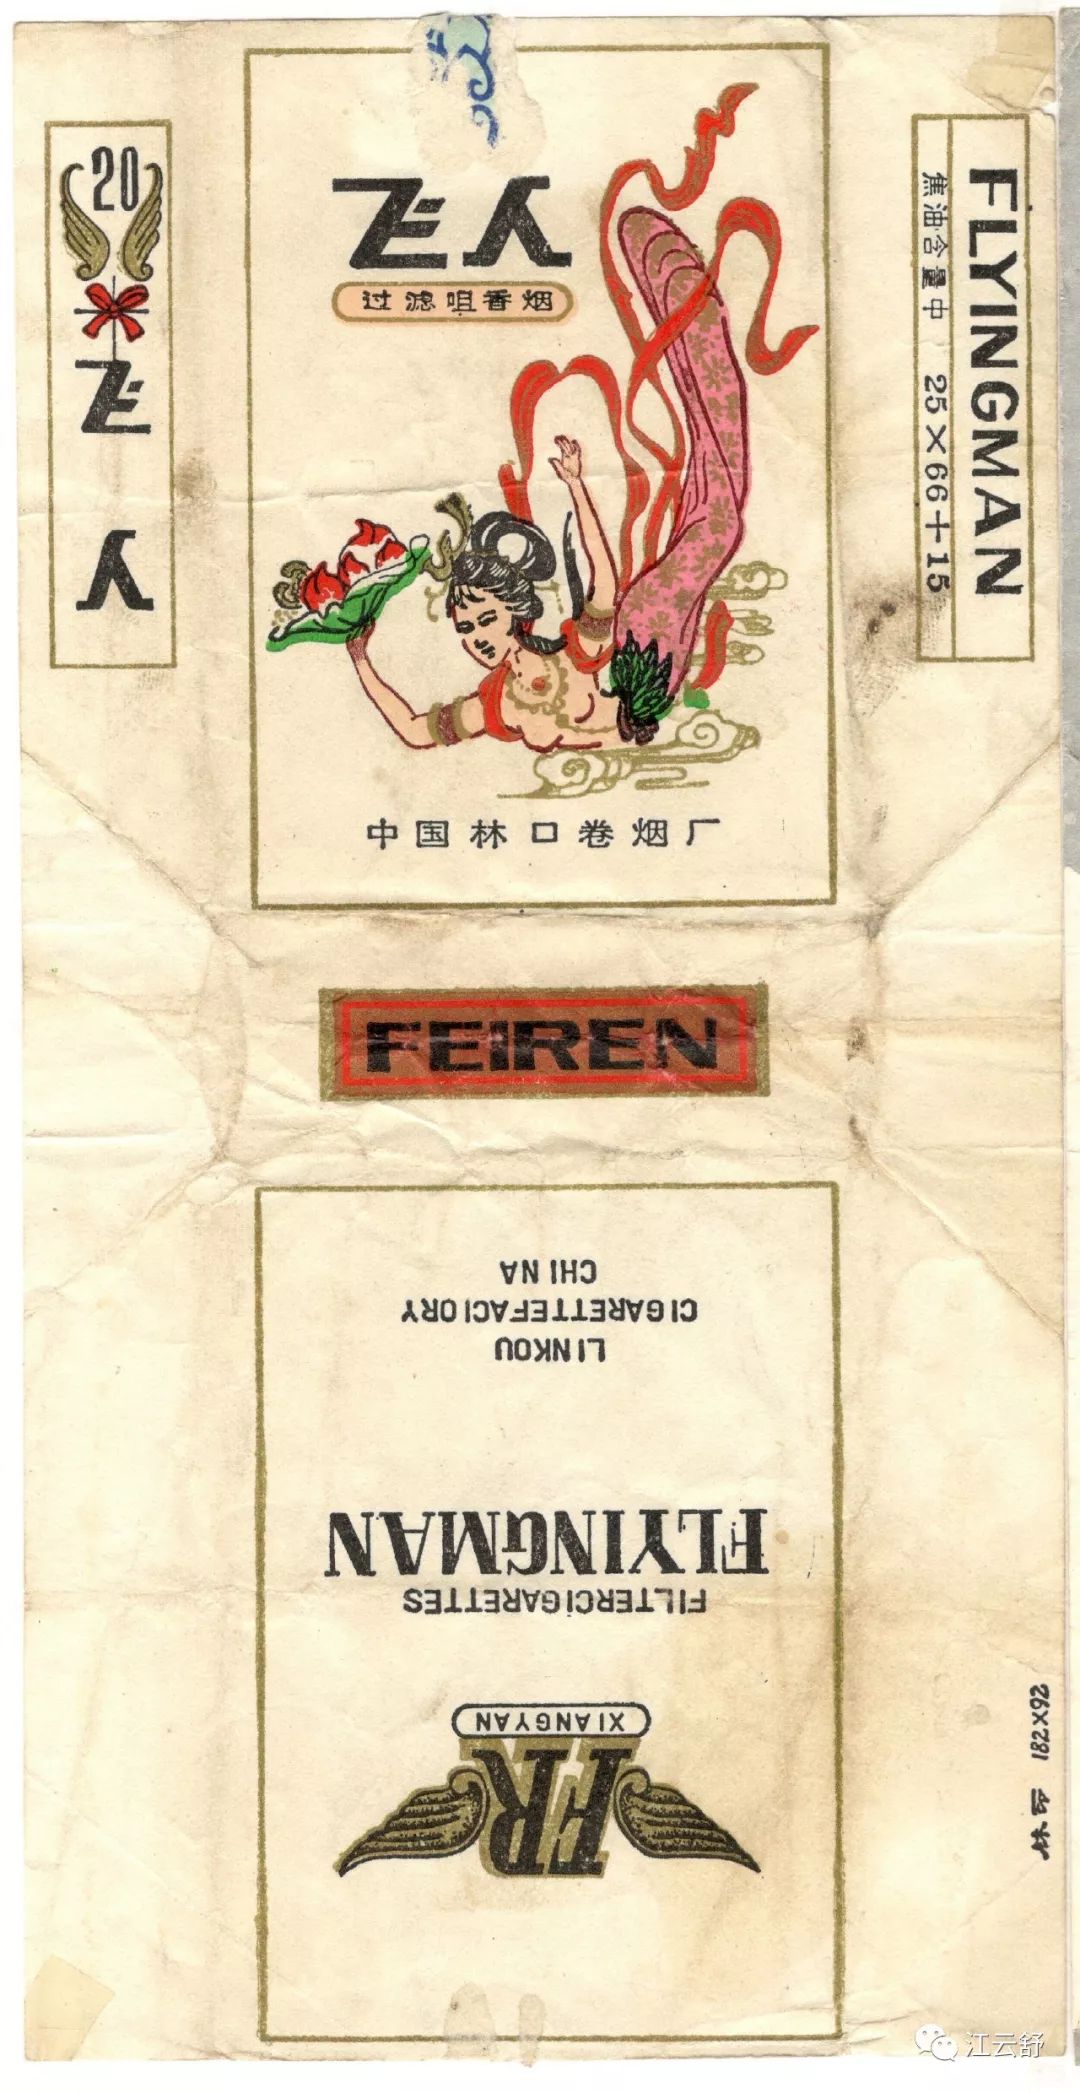 20
飞人
飞人
过滤咀香烟
中国林口卷烟厂
FLYINGMAN
焦油含量中 25×66+15
FEIREN
LINKOU
CIGARETTEFACIORY
CHINA
FLYINGMAN
FILTERCIGARETTES
XIANGYAN
FR
林 182×92
江云舒